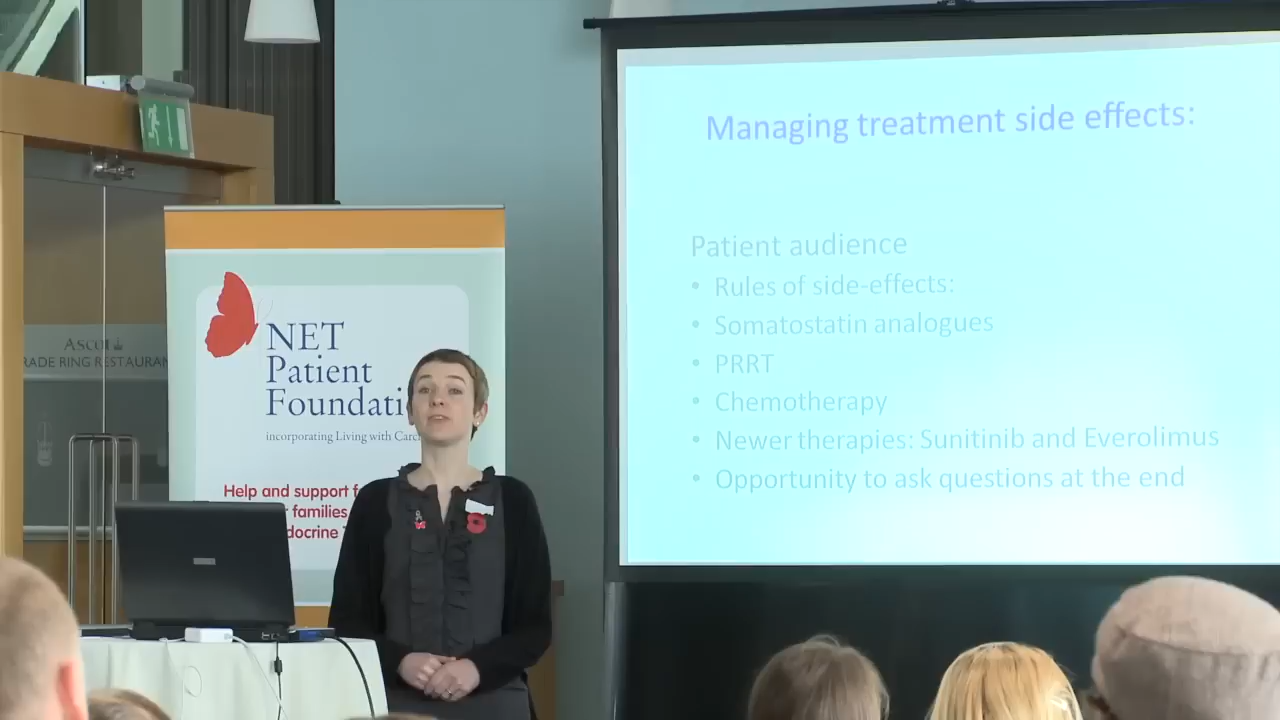 Managing treatment side effects:
Patient audience
• Rules of side-effects:
• Somatostatin analogues
• PRRT
• Chemotherapy
• Newer therapies: Sunitinib and Everolimus
• Opportunity to ask questions at the end
NET
Patient
Foundati
incorporating Living with Carc
Help and support f
families
docrine
ASCOT
RADE RING RESTAURAN